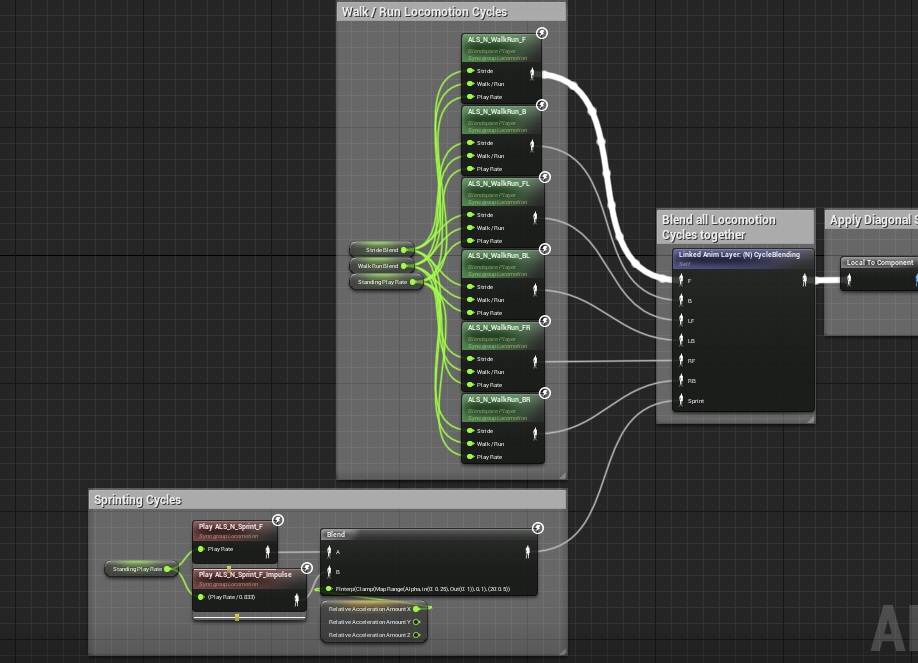 Walk / Run Locomotion Cycles
ALS_N_WalkRun_F
Blendspace Player
Sync group Locomotion
Stride
Walk / Run
Play Rate
ALS_N_WalkRun_B
Blendspace Player
Sync group Locomotion
Stride
Walk / Run
Play Rate
ALS_N_WalkRun_FL
Blendspace Player
Sync group Locomotion
Stride
Walk / Run
Play Rate
Stride Blend
Walk Run Blend
Standing Play Rate
ALS_N_WalkRun_BL
Blendspace Player
Sync group Locomotion
Stride
Walk / Run
Play Rate
ALS_N_WalkRun_FR
Blendspace Player
Sync group Locomotion
Stride
Walk / Run
Play Rate
ALS_N_WalkRun_BR
Blendspace Player
Sync group Locomotion
Stride
Walk / Run
Play Rate
Blend all Locomotion
Cycles together
Linked Anim Layer: (N) CycleBlending
Self
F
B
LF
LB
RF
RB
Sprint
Apply Diagonal S
Local To Component
Sprinting Cycles
Standing Play Rate
Play ALS_N_Sprint_F
Sync group Locomotion
Play Rate
Play ALS_N_Sprint_F_Impulse
Sync group Locomotion
(Play Rate / 0.833)
Blend
A
B
FInterp(Clamp(MapRange(Alpha, In(0: 0.25), Out(0: 1)), 0, 1), (20: 0.5))
Relative Acceleration Amount X
Relative Acceleration Amount Y
Relative Acceleration Amount Z
A